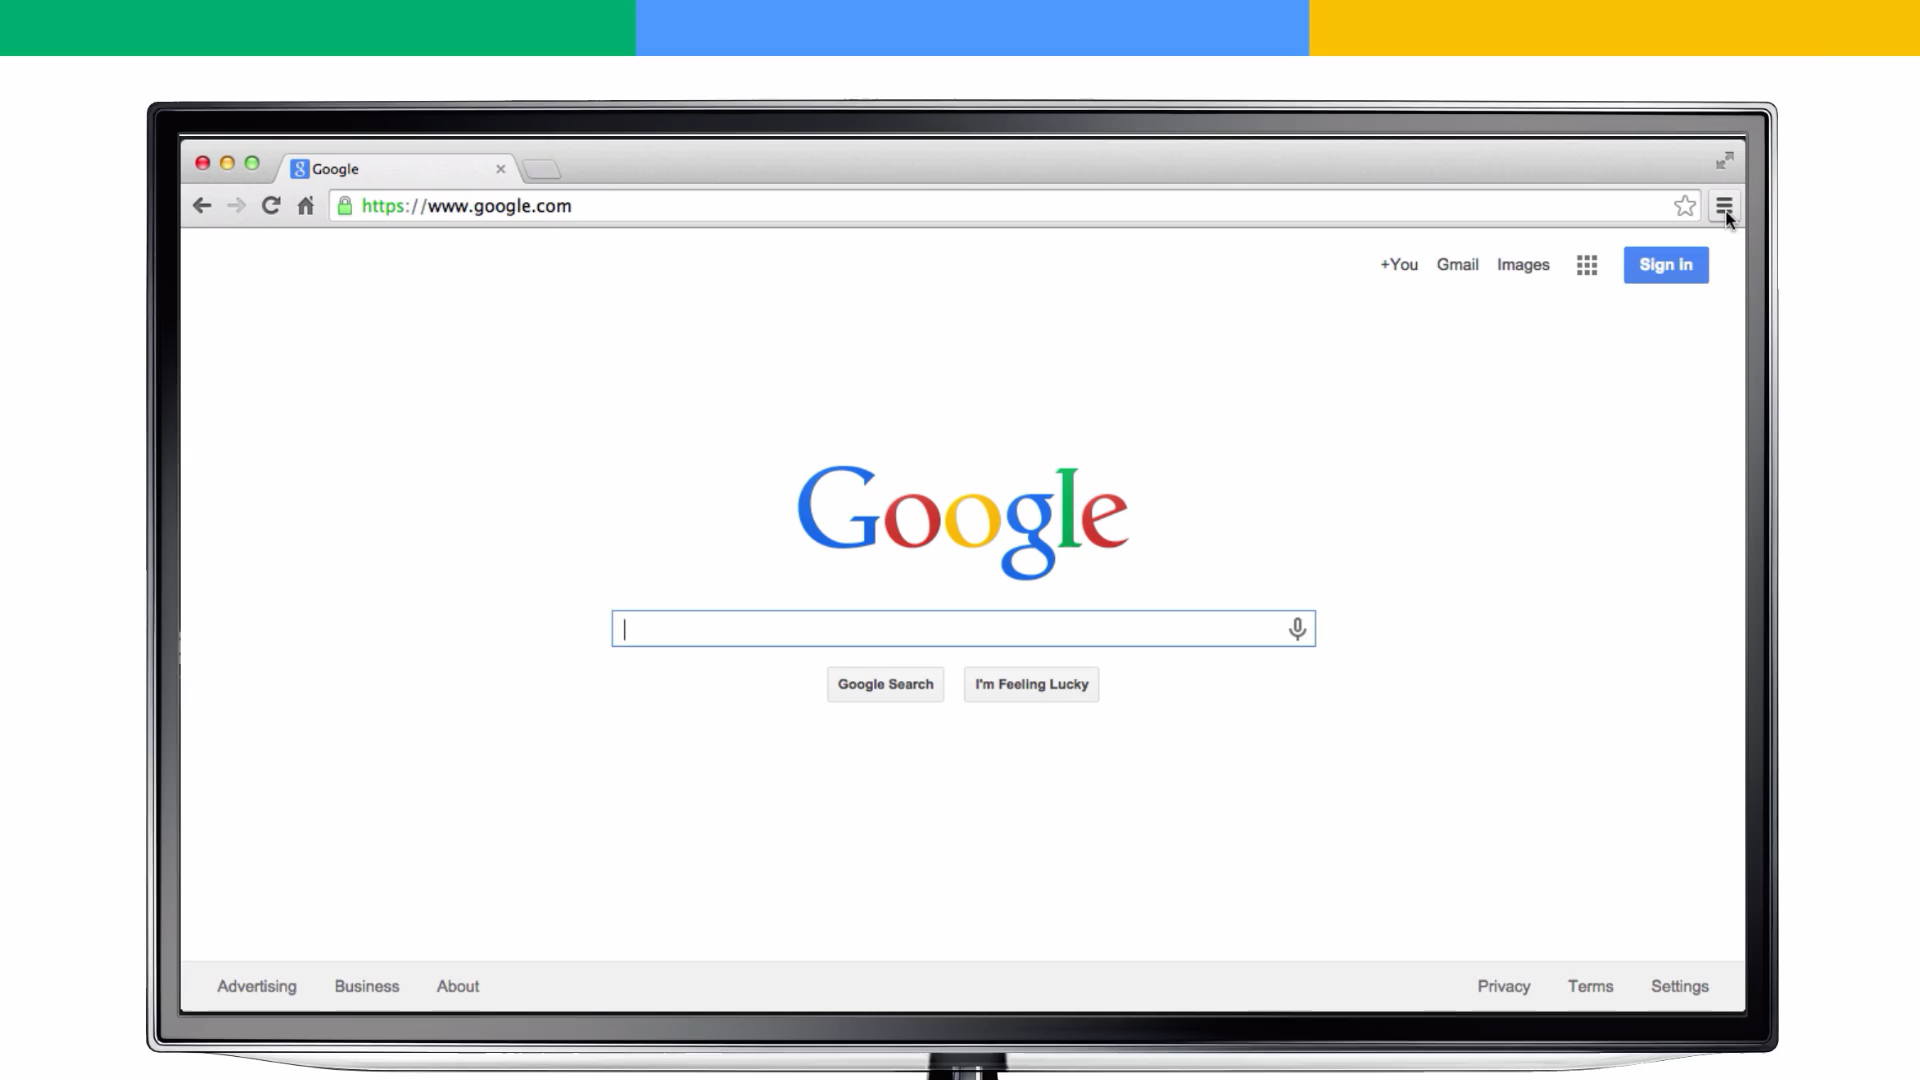 Google
https://www.google.com
+You Gmail Images Sign in
Google
Google Search I'm Feeling Lucky
Advertising Business About Privacy Terms Settings